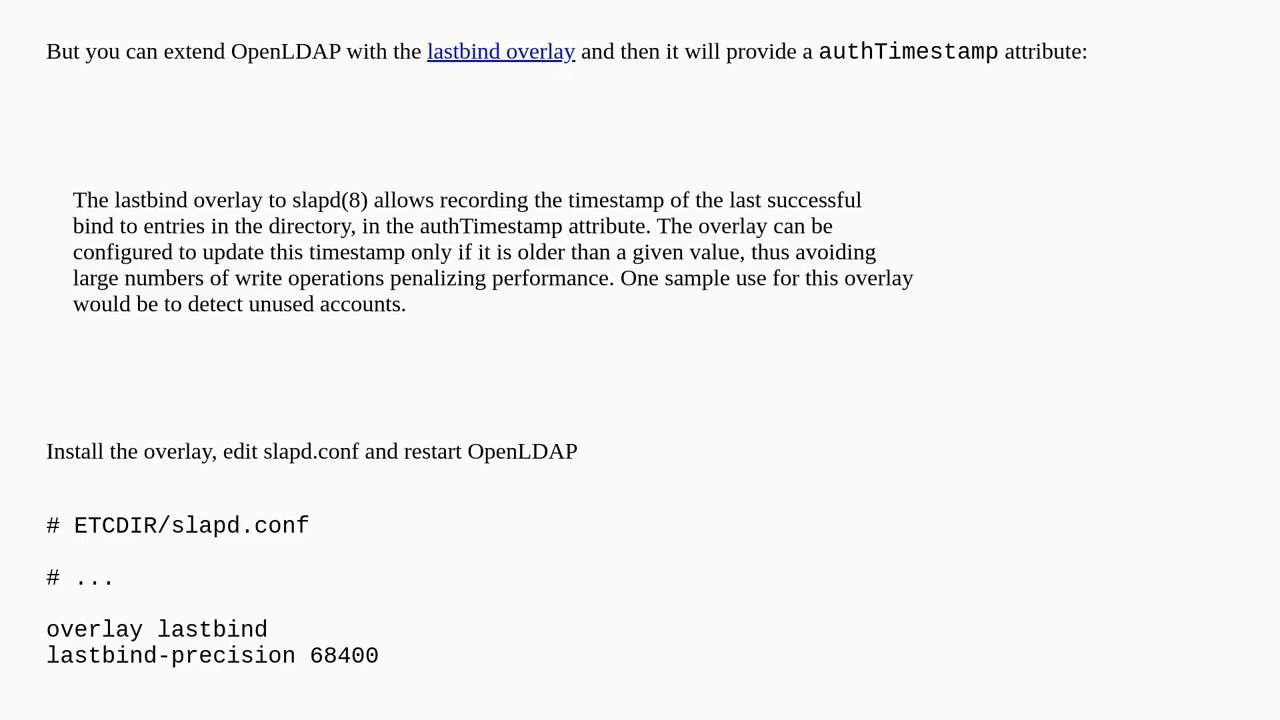 But you can extend OpenLDAP with the lastbind overlay and then it will provide a authTimestamp attribute:
The lastbind overlay to slapd(8) allows recording the timestamp of the last successful
bind to entries in the directory, in the authTimestamp attribute. The overlay can be
configured to update this timestamp only if it is older than a given value, thus avoiding
large numbers of write operations penalizing performance. One sample use for this overlay
would be to detect unused accounts.
Install the overlay, edit slapd.conf and restart OpenLDAP
# ETCDIR/slapd.conf
# ...
overlay lastbind
lastbind-precision 68400